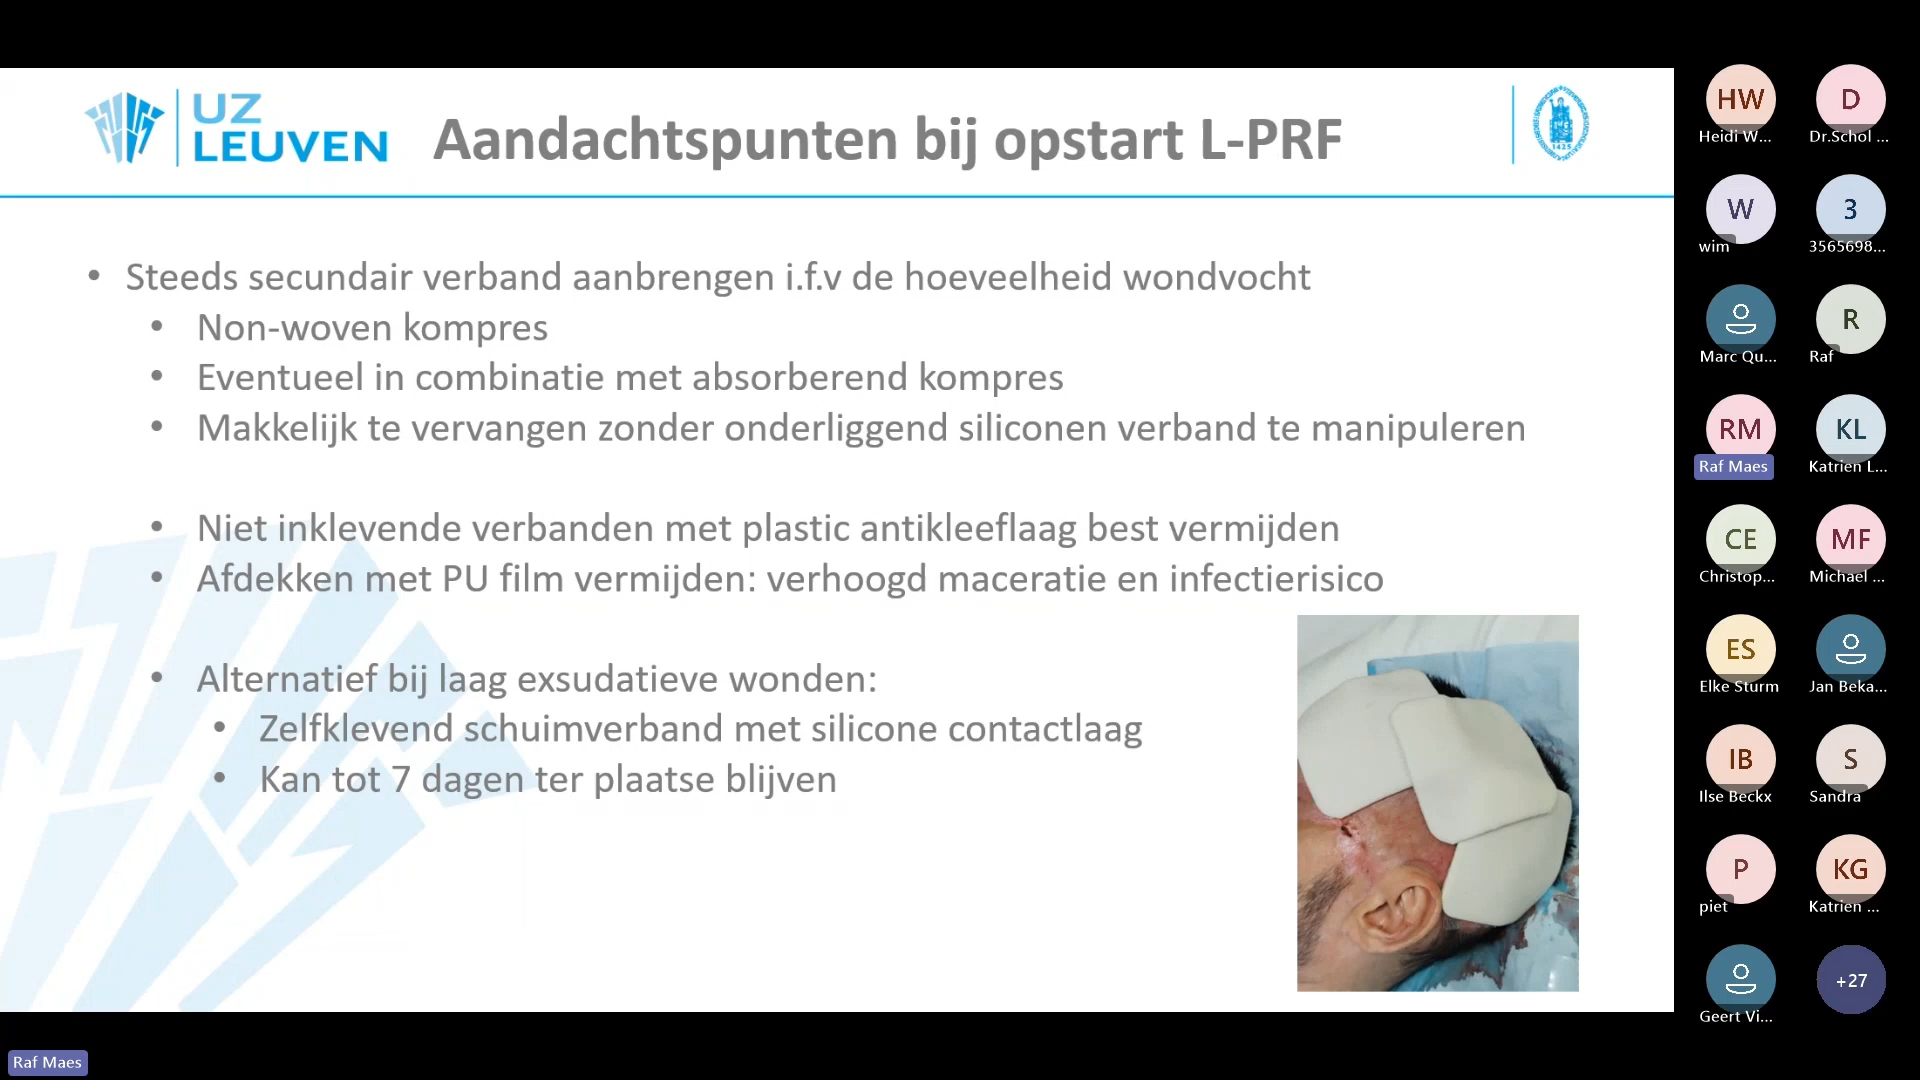 UZ
LEUVEN
Aandachtspunten bij opstart L-PRF
1425
• Steeds secundair verband aanbrengen i.f.v de hoeveelheid wondvocht
• Non-woven kompres
• Eventueel in combinatie met absorberend kompres
• Makkelijk te vervangen zonder onderliggend siliconen verband te manipuleren
• Niet inklevende verbanden met plastic antikleeflaag best vermijden
• Afdekken met PU film vermijden: verhoogd maceratie en infectierisico
• Alternatief bij laag exsudatieve wonden:
• Zelfklevend schuimverband met silicone contactlaag
• Kan tot 7 dagen ter plaatse blijven
HW D
Heidi W... Dr.Schol ...
W 3
wim 3565698...
R
Marc Qu... Raf
RM KL
Raf Maes Katrien L...
CE MF
Christop... Michael ...
ES
Elke Sturm Jan Beka...
IB S
Ilse Beckx Sandra
P KG
piet Katrien ...
+27
Geert Vi...
Raf Maes